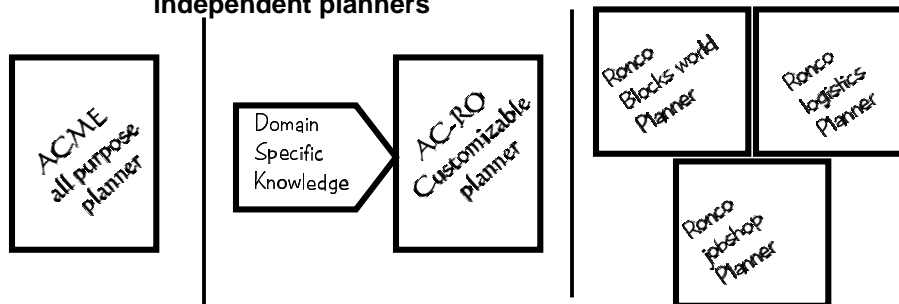 independent planners
ACME
all purpose
planner
Domain
Specific
Knowledge
AC-RO
Customizable
planner
Ronco
Blocks world
Planner
Ronco
logistics
Planner
Ronco
jobshop
Planner